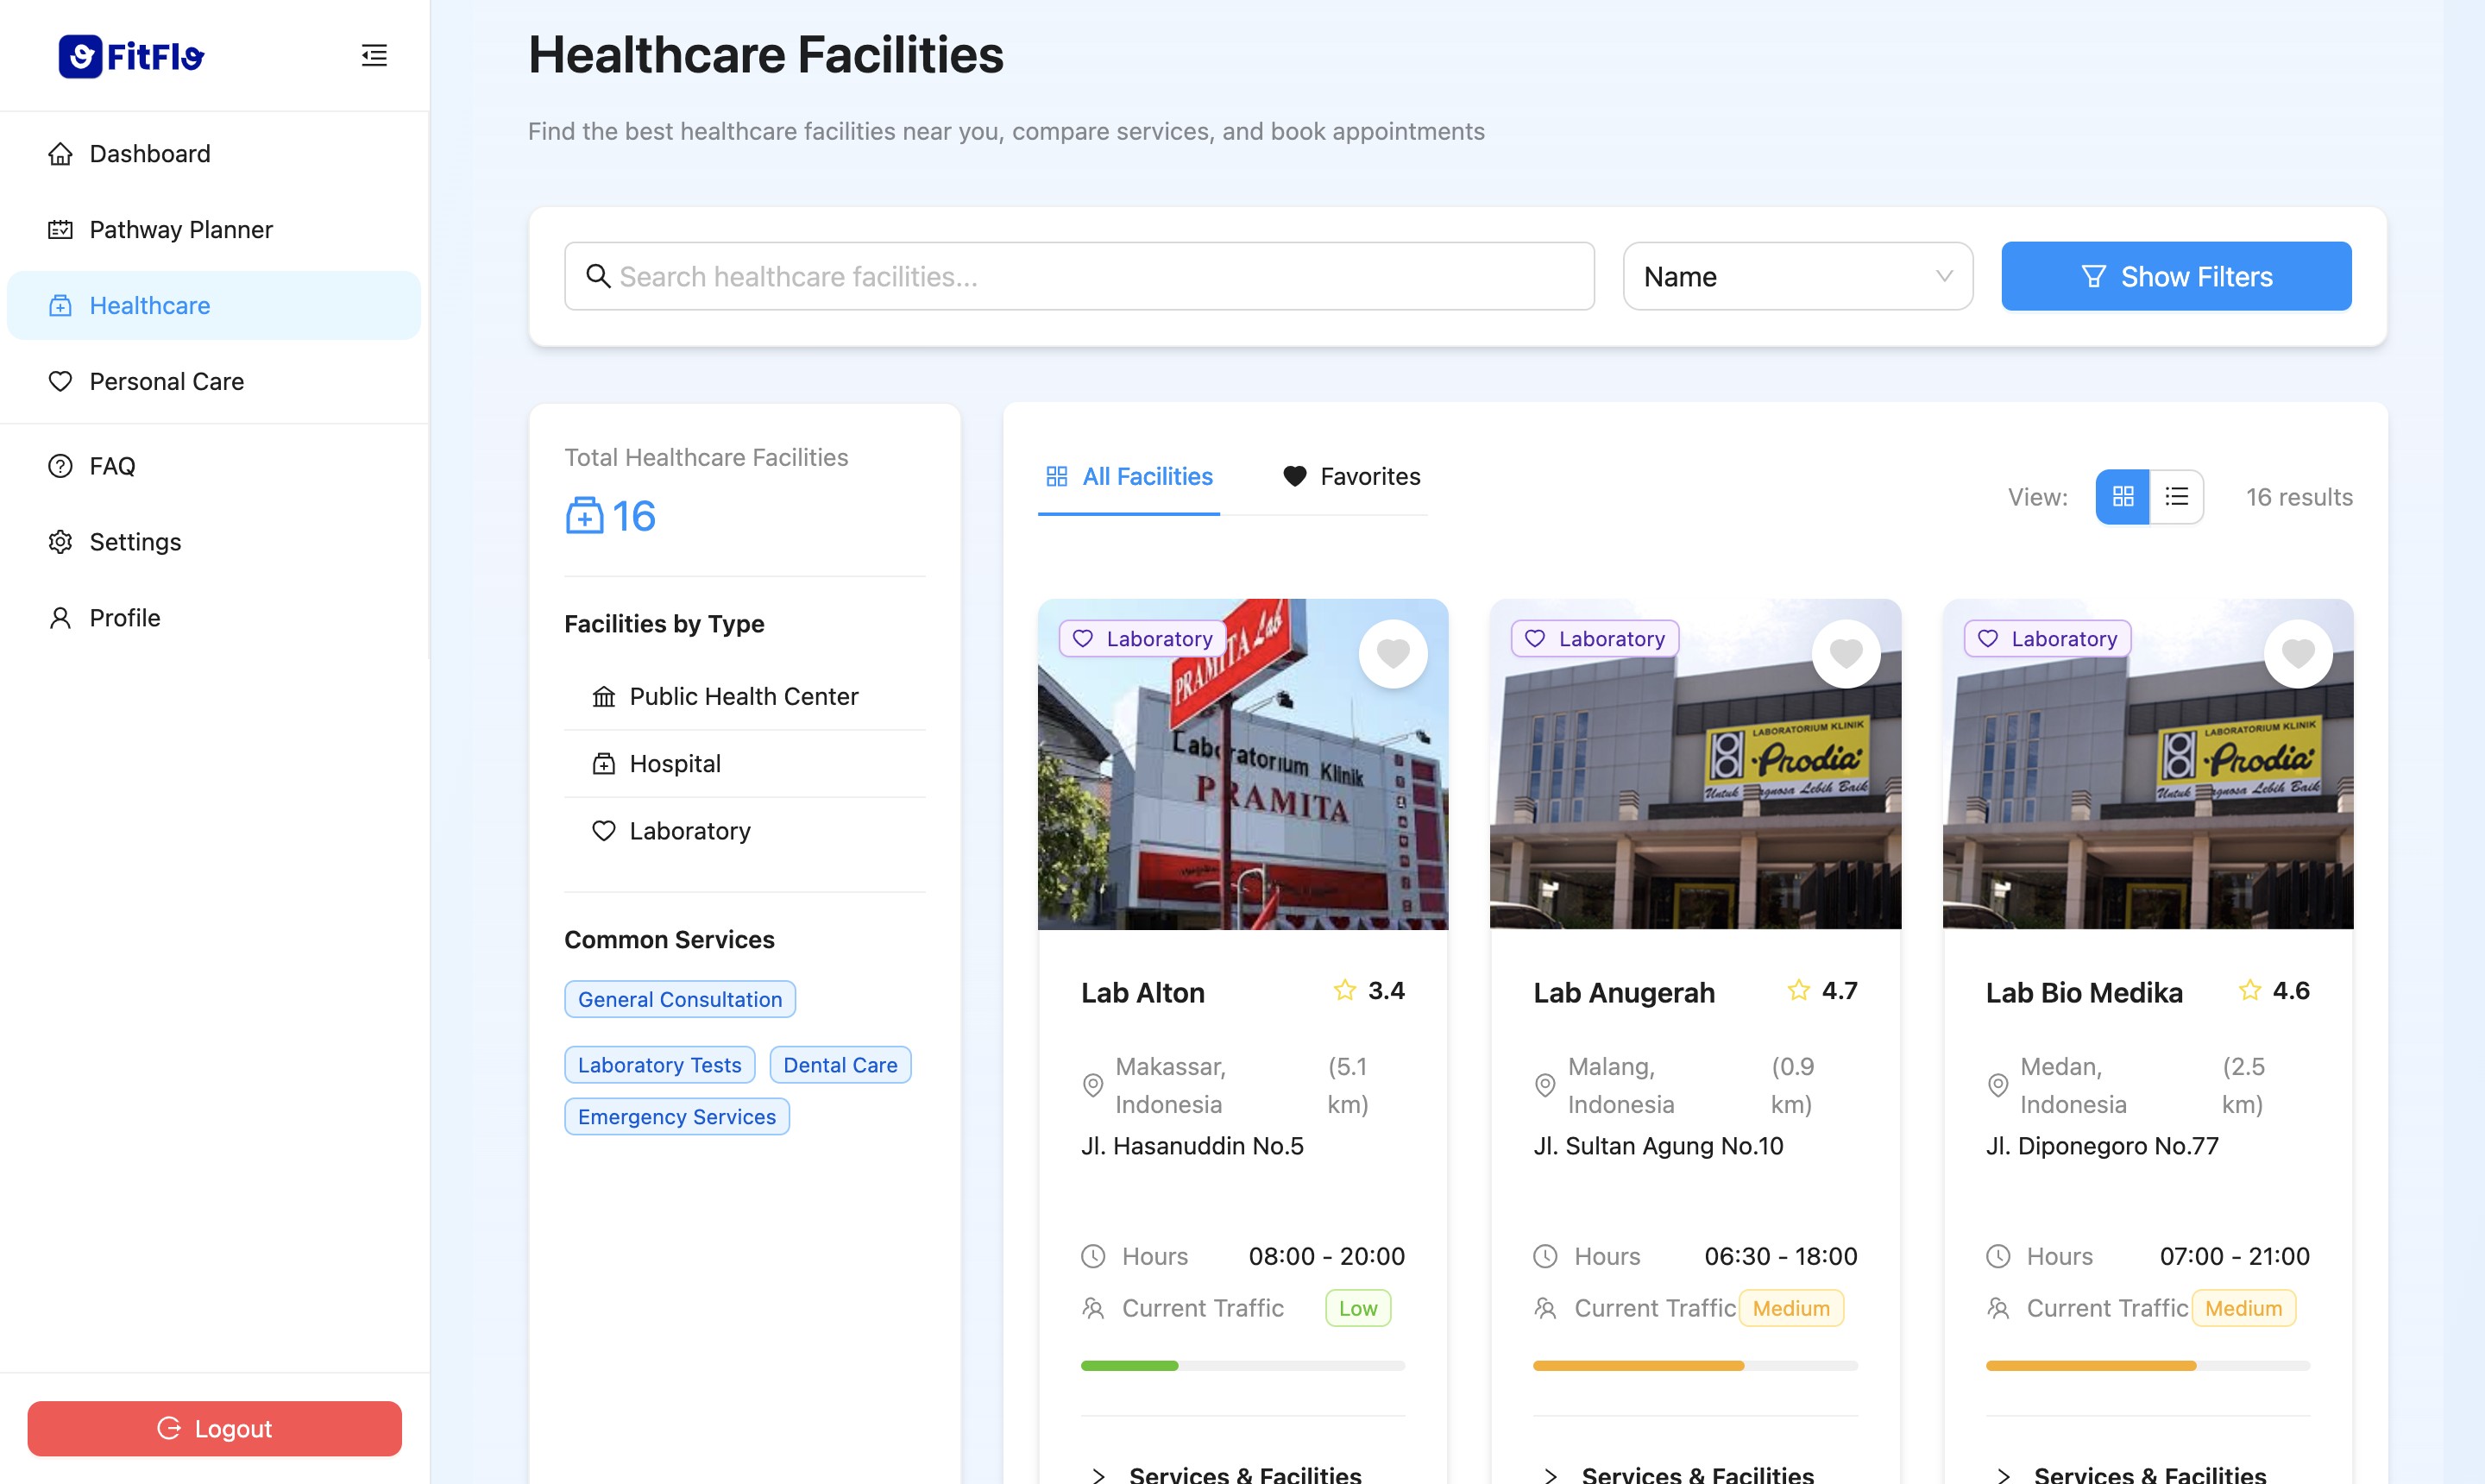 FitFlo
Dashboard
Pathway Planner
Healthcare
Personal Care
FAQ
Settings
Profile
Logout
Healthcare Facilities
Find the best healthcare facilities near you, compare services, and book appointments
Search healthcare facilities...
Name
Show Filters
Total Healthcare Facilities
16
Facilities by Type
Public Health Center
Hospital
Laboratory
Common Services
General Consultation
Laboratory Tests
Dental Care
Emergency Services
All Facilities
Favorites
View:
16 results
Laboratory
PRAMITA Lab
Laboratorium Klinik
PRAMITA
Lab Alton
3.4
Makassar, Indonesia
(5.1 km)
Jl. Hasanuddin No.5
Hours
08:00 - 20:00
Current Traffic
Low
Services & Facilities
Laboratory
LABORATORIUM KLINIK
Prodia
Untuk Diagnosa Lebih Baik
Lab Anugerah
4.7
Malang, Indonesia
(0.9 km)
Jl. Sultan Agung No.10
Hours
06:30 - 18:00
Current Traffic
Medium
Services & Facilities
Laboratory
LABORATORIUM KLINIK
Prodia
Untuk Diagnosa Lebih Baik
Lab Bio Medika
4.6
Medan, Indonesia
(2.5 km)
Jl. Diponegoro No.77
Hours
07:00 - 21:00
Current Traffic
Medium
Services & Facilities